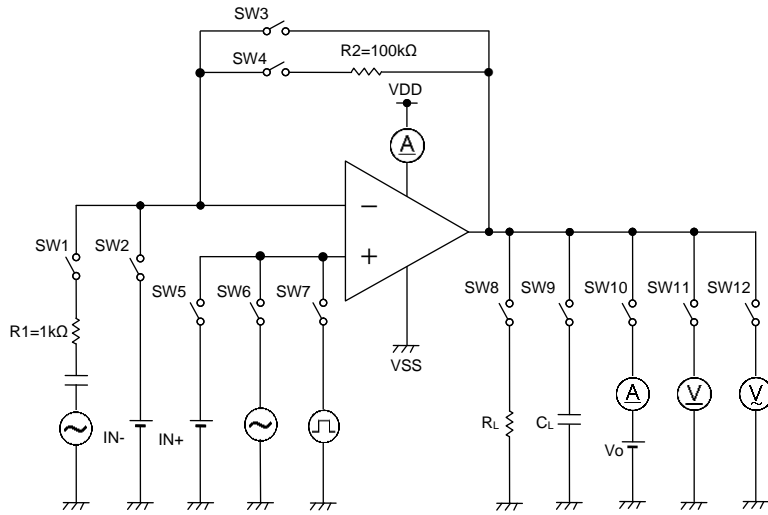 SW3
SW4
R2=100kΩ
VDD
A
SW1
SW2
SW5
SW6
SW7
SW8
SW9
SW10
SW11
SW12
R1=1kΩ
VSS
A
V
V
IN-
IN+
RL
CL
Vo